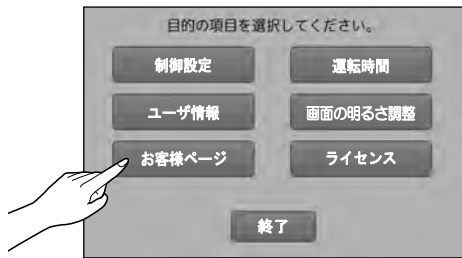 目的の項目を選択してください。
制御設定
運転時間
ユーザ情報
画面の明るさ調整
お客様ページ
ライセンス
終了